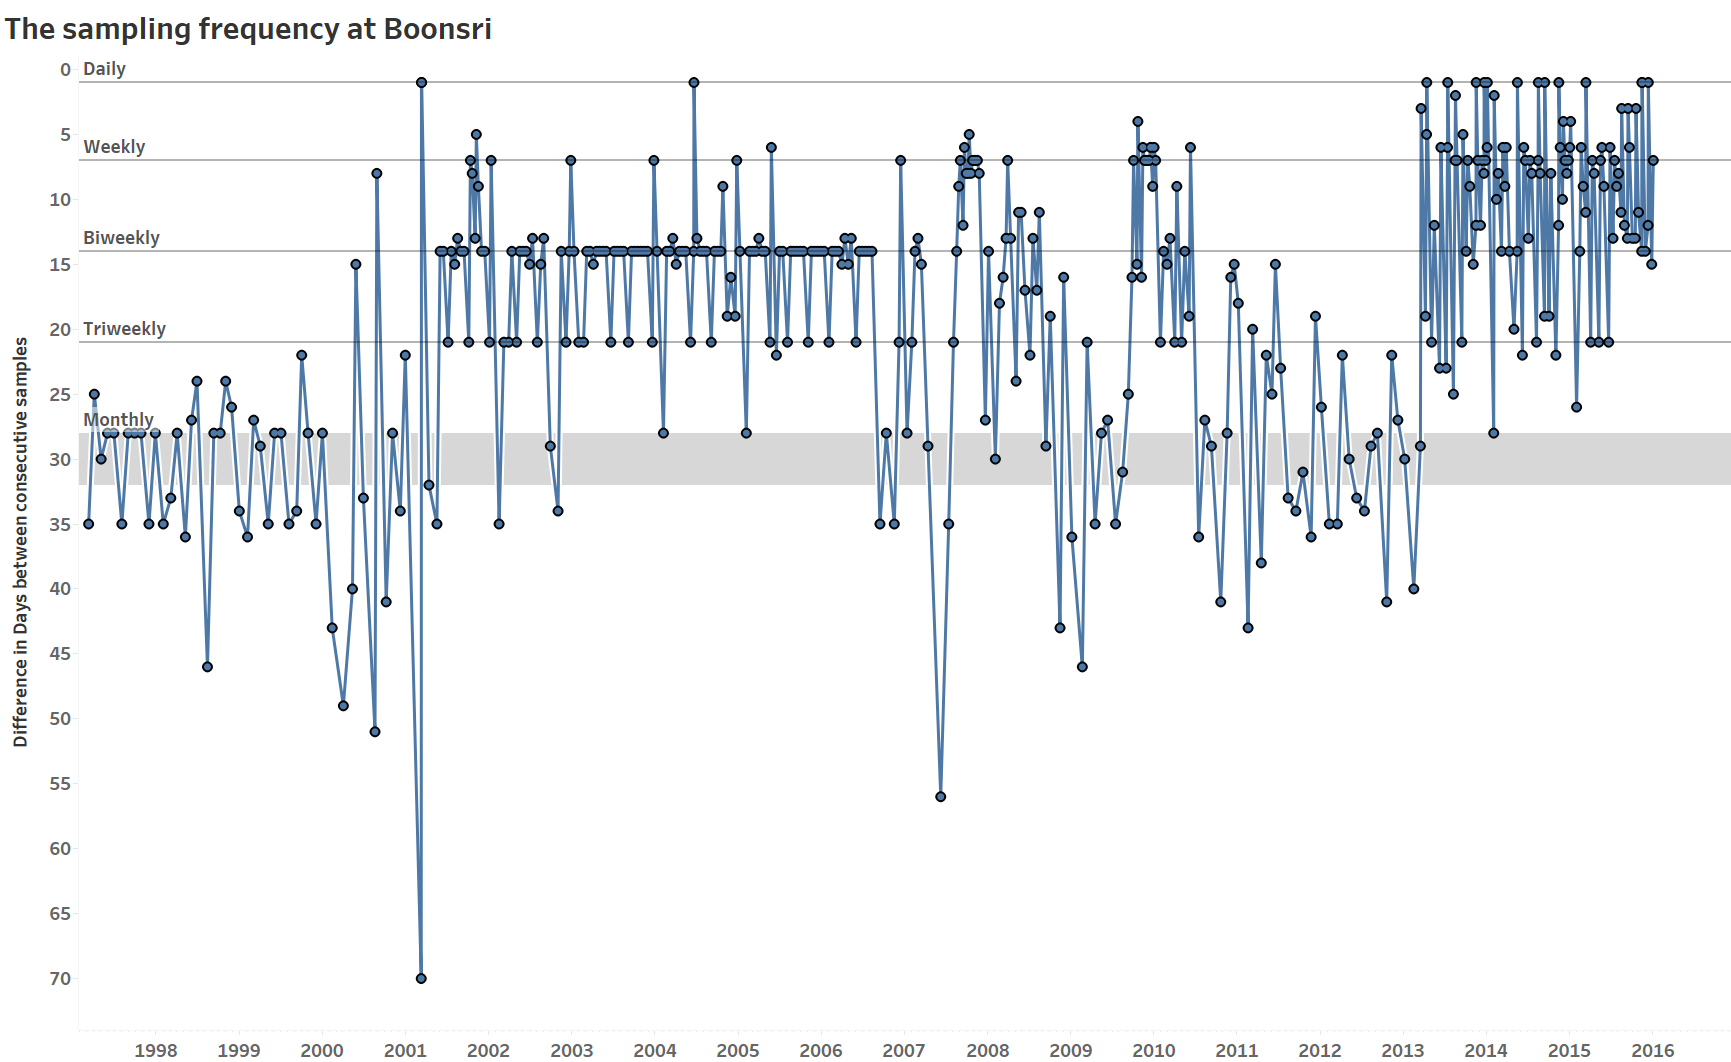 The sampling frequency at Boonsri
Difference in Days between consecutive samples
0
5
10
15
20
25
30
35
40
45
50
55
60
65
70
Daily
Weekly
Biweekly
Triweekly
Monthly
1998 1999 2000 2001 2002 2003 2004 2005 2006 2007 2008 2009 2010 2011 2012 2013 2014 2015 2016